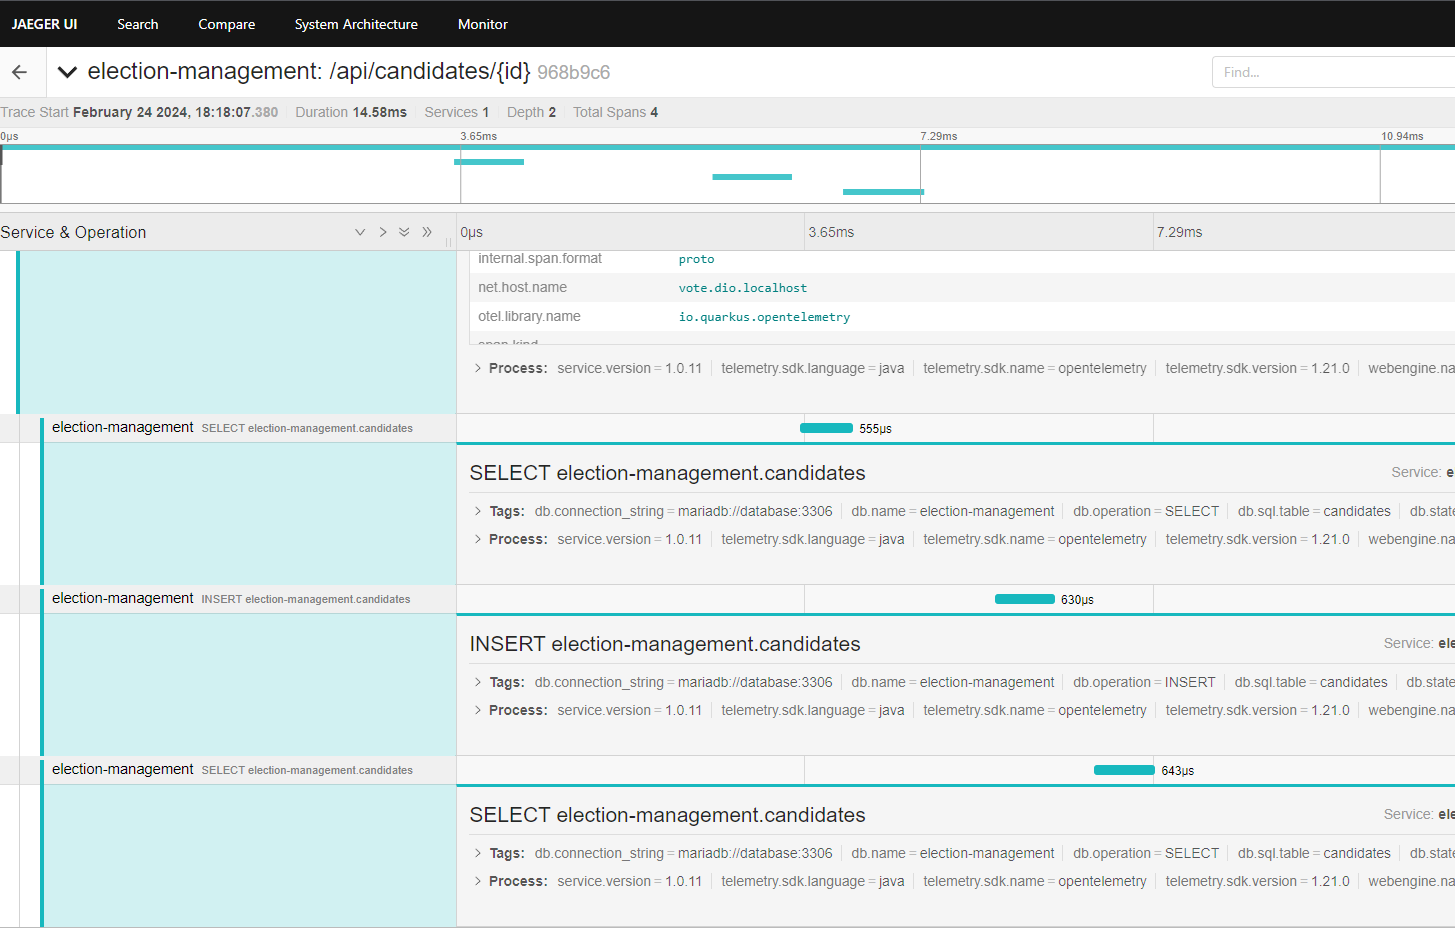 JAEGER UI Search Compare System Architecture Monitor
election-management: /api/candidates/{id} 968b9c6 Find...
Trace Start February 24 2024, 18:18:07.380 Duration 14.58ms Services 1 Depth 2 Total Spans 4
0μs 3.65ms 7.29ms 10.94ms
Service & Operation 0μs 3.65ms 7.29ms
internal.span.format proto
net.host.name vote.dio.localhost
otel.library.name io.quarkus.opentelemetry
span.kind
Process: service.version = 1.0.11 telemetry.sdk.language = java telemetry.sdk.name = opentelemetry telemetry.sdk.version = 1.21.0 webengine.na
election-management SELECT election-management.candidates 555μs
SELECT election-management.candidates Service: e
Tags: db.connection_string = mariadb://database:3306 db.name = election-management db.operation = SELECT db.sql.table = candidates db.state
Process: service.version = 1.0.11 telemetry.sdk.language = java telemetry.sdk.name = opentelemetry telemetry.sdk.version = 1.21.0 webengine.na
election-management INSERT election-management.candidates 630μs
INSERT election-management.candidates Service: ele
Tags: db.connection_string = mariadb://database:3306 db.name = election-management db.operation = INSERT db.sql.table = candidates db.state
Process: service.version = 1.0.11 telemetry.sdk.language = java telemetry.sdk.name = opentelemetry telemetry.sdk.version = 1.21.0 webengine.na
election-management SELECT election-management.candidates 643μs
SELECT election-management.candidates Service: ele
Tags: db.connection_string = mariadb://database:3306 db.name = election-management db.operation = SELECT db.sql.table = candidates db.state
Process: service.version = 1.0.11 telemetry.sdk.language = java telemetry.sdk.name = opentelemetry telemetry.sdk.version = 1.21.0 webengine.na